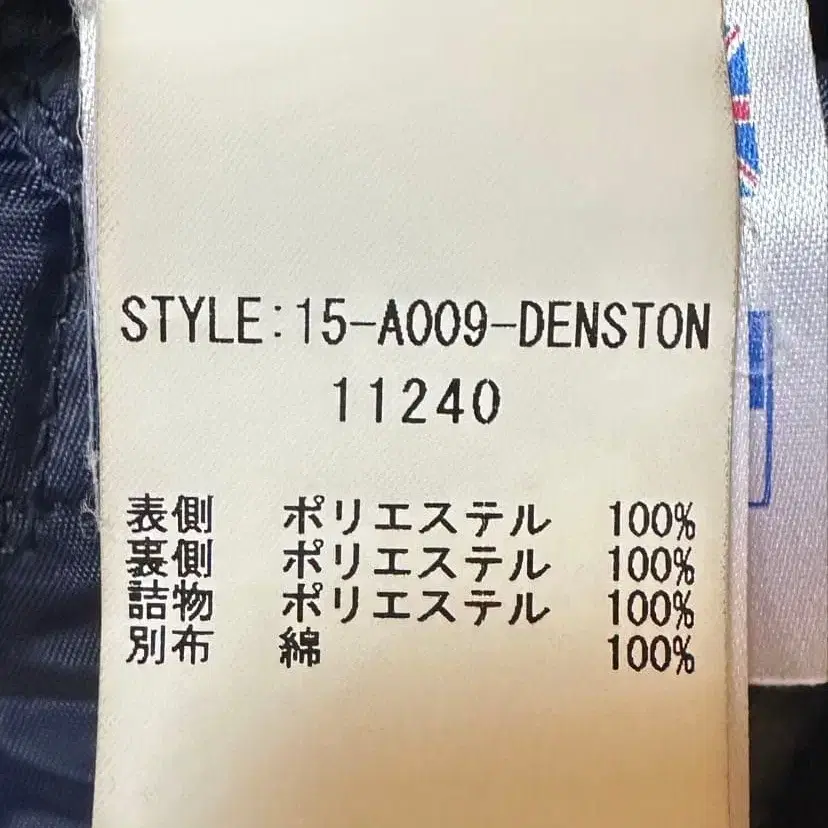 STYLE:15-A009-DENSTON
11240
表側 ポリエステル 100%
裏側 ポリエステル 100%
詰物 ポリエステル 100%
別布 綿 100%